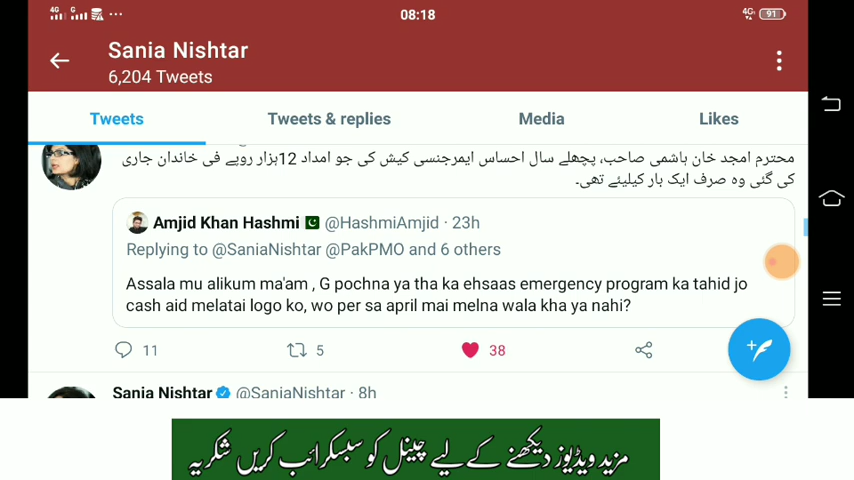 4G 4G
08:18
4G 91
Sania Nishtar
6,204 Tweets
Tweets
Tweets & replies
Media
Likes
محترم امجد خان ہاشمی صاحب، پچھلے سال احساس ایمرجنسی کیش کی جو امداد 12ہزار روپے فی خاندان جاری
کی گئی وہ صرف ایک بار کیلیئے تھی۔
Amjid Khan Hashmi 🇵🇰 @HashmiAmjid · 23h
Replying to @SaniaNishtar @PakPMO and 6 others
Assala mu alikum ma'am , G pochna ya tha ka ehsaas emergency program ka tahid jo
cash aid melatai logo ko, wo per sa april mai melna wala kha ya nahi?
11 5 38
Sania Nishtar @SaniaNishtar · 8h
مزید ویڈیوز دیکھنے کے لیے چینل کو سبسکرائب کریں شکریہ